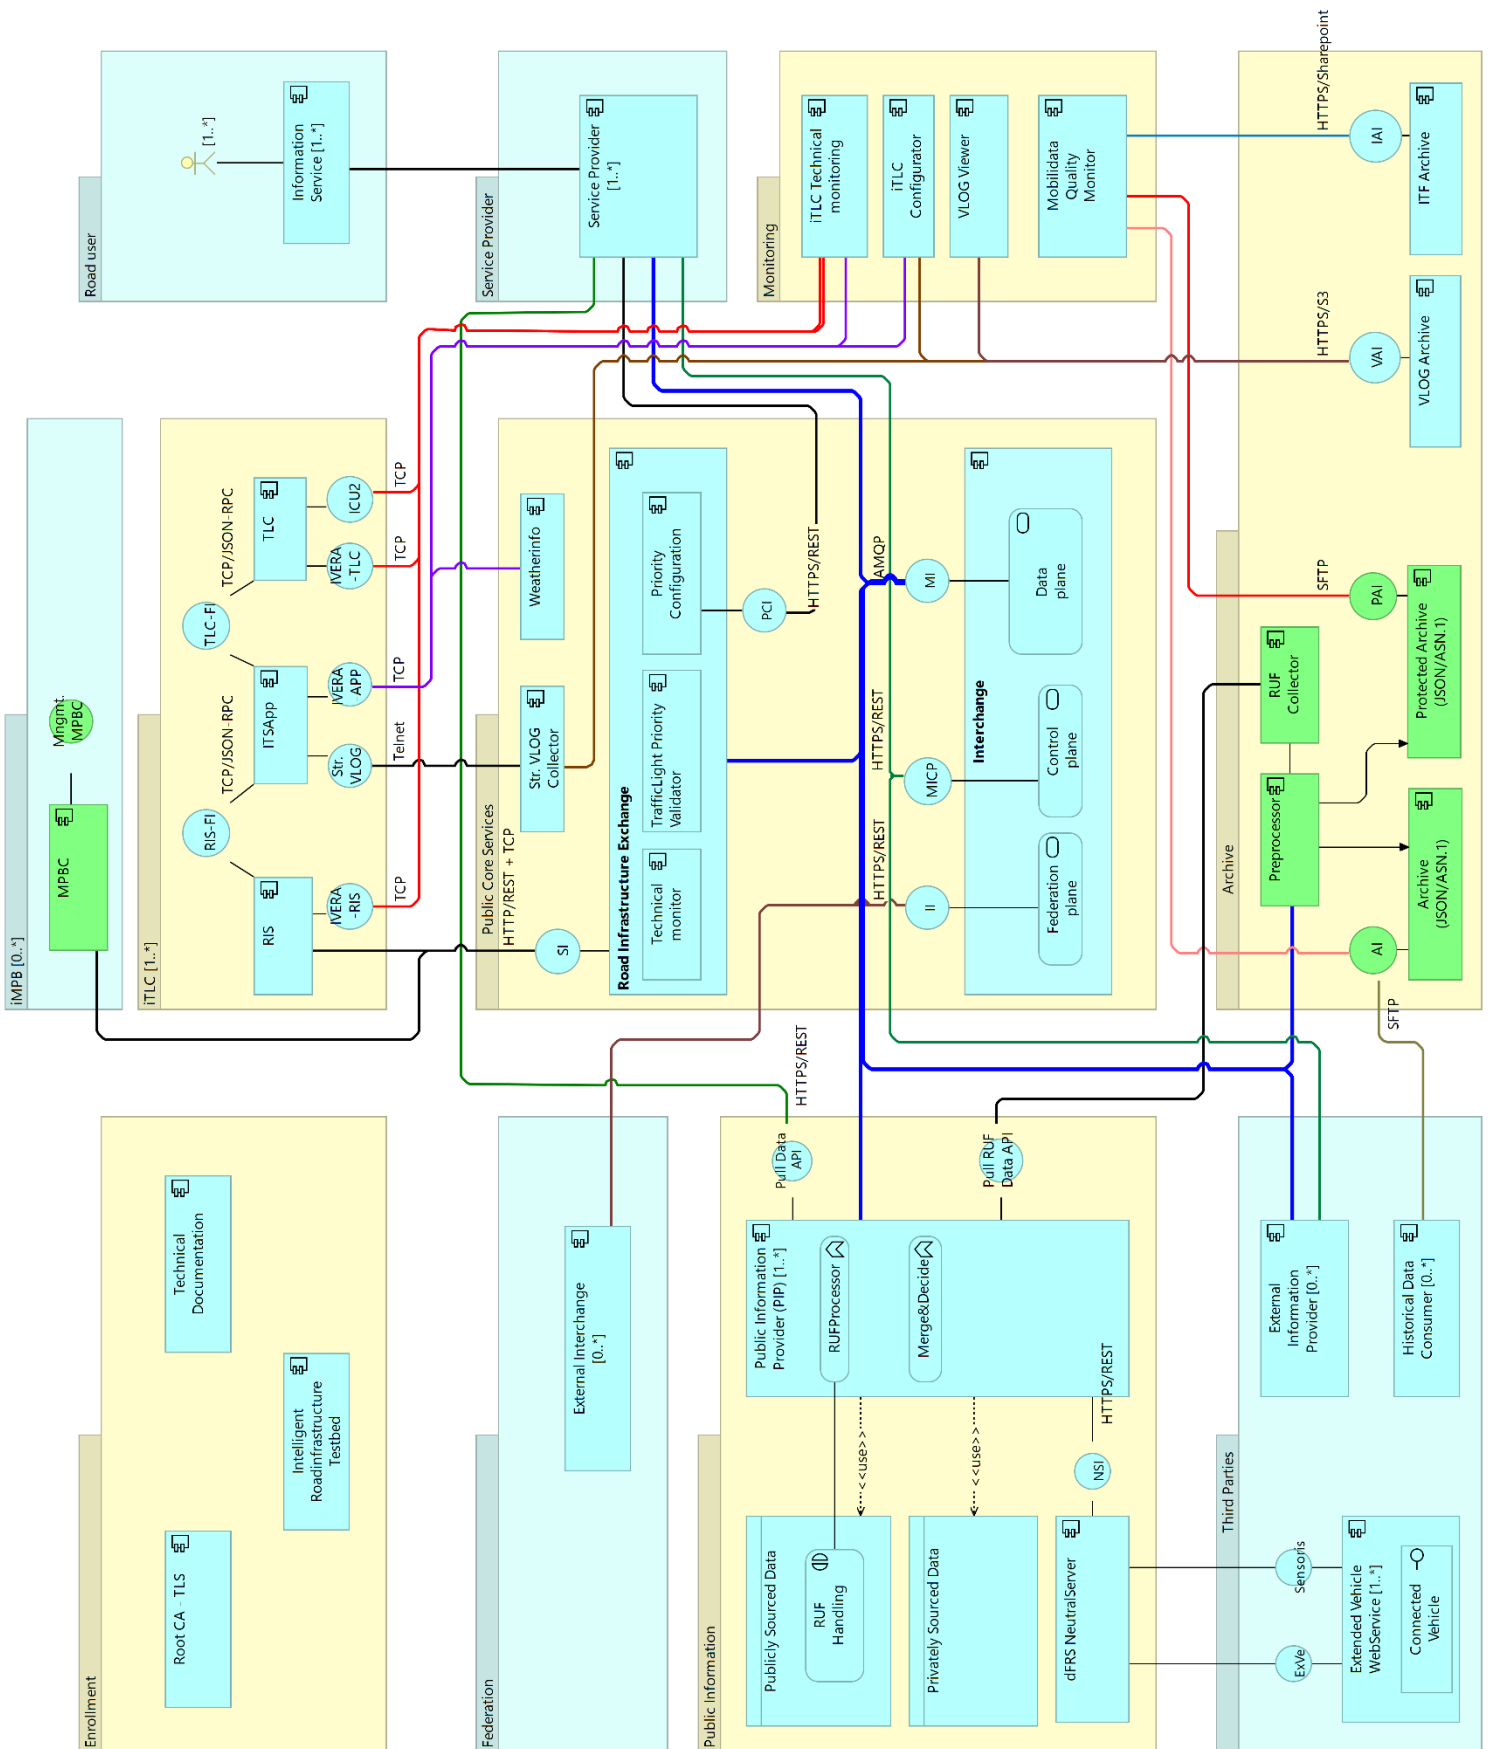 Road user
[1..*]
Information
Service [1..*]
Service Provider
Service Provider
[1..*]
Monitoring
iTLC Technical
monitoring
iTLC
Configurator
VLOG Viewer
Mobilidata
Quality
Monitor
HTTPS/Sharepoint
IAI
ITF Archive
HTTPS/S3
VAI
VLOG Archive
iMPB [0..*]
Mngmt.
MPBC
MPBC
iTLC [1..*]
TLC
TCP/JSON-RPC
TLC-FI
ICU2
TCP
IVERA
-TLC
TCP
ITSApp
TCP/JSON-RPC
RIS-FI
IVERA
APP
TCP
Str.
VLOG
Telnet
RIS
IVERA
-RIS
TCP
Public Core Services
HTTP/REST + TCP
SI
Weatherinfo
Str. VLOG
Collector
Road Infrastructure Exchange
Priority
Configuration
TrafficLight Priority
Validator
Technical
monitor
PCI
HTTPS/REST
AMQP
MI
HTTPS/REST
MICP
HTTPS/REST
II
Interchange
Data
plane
Control
plane
Federation
plane
Archive
SFTP
PAI
Protected Archive
(JSON/ASN.1)
RUF
Collector
Preprocessor
Archive
(JSON/ASN.1)
AI
SFTP
Enrollment
Technical
Documentation
Intelligent
Roadinfrastructure
Testbed
Root CA - TLS
Federation
External Interchange
[0..*]
Public Information
HTTPS/REST
Pull Data
API
Pull RUF
Data API
Public Information
Provider (PIP) [1..*]
RUFProcessor
Merge&Decide
HTTPS/REST
<<use>>
<<use>>
NSI
Publicly Sourced Data
RUF
Handling
Privately Sourced Data
dFRS NeutralServer
Third Parties
External
Information
Provider [0..*]
Historical Data
Consumer [0..*]
Sensoris
ExVe
Extended Vehicle
WebService [1..*]
Connected
Vehicle